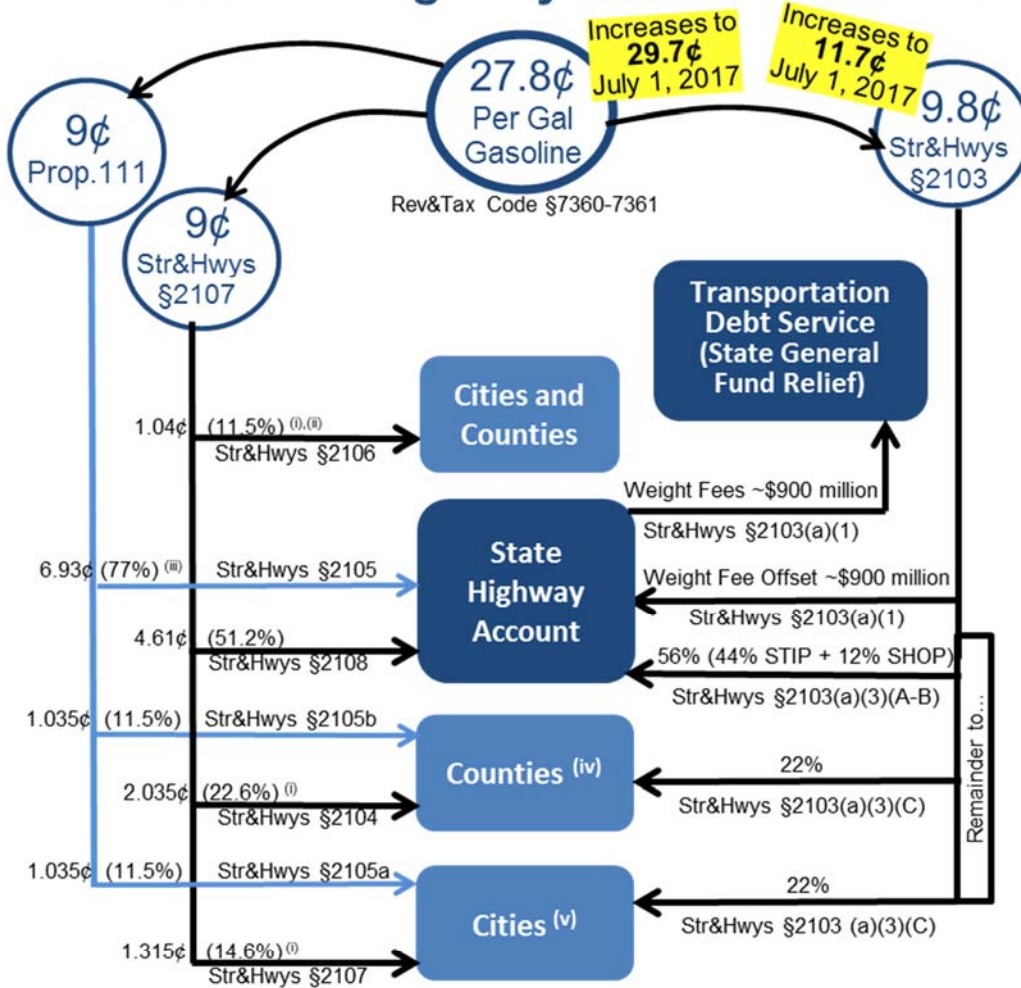 Increases to
29.7¢
July 1, 2017
Increases to
11.7¢
July 1, 2017
27.8¢
Per Gal
Gasoline
Rev&Tax Code §7360-7361
9¢
Prop.111
9¢
Str&Hwys
§2107
9.8¢
Str&Hwys
§2103
Transportation
Debt Service
(State General
Fund Relief)
Cities and
Counties
1.04¢ (11.5%) (i),(ii)
Str&Hwys §2106
Weight Fees ~$900 million
Str&Hwys §2103(a)(1)
State
Highway
Account
6.93¢ (77%) (iii) Str&Hwys §2105
Weight Fee Offset ~$900 million
Str&Hwys §2103(a)(1)
4.61¢ (51.2%)
Str&Hwys §2108
56% (44% STIP + 12% SHOP)
Str&Hwys §2103(a)(3)(A-B)
Remainder to...
1.035¢ (11.5%) Str&Hwys §2105b
Counties (iv)
22%
Str&Hwys §2103(a)(3)(C)
2.035¢ (22.6%) (i)
Str&Hwys §2104
1.035¢ (11.5%) Str&Hwys §2105a
Cities (v)
22%
Str&Hwys §2103 (a)(3)(C)
1.315¢ (14.6%) (i)
Str&Hwys §2107